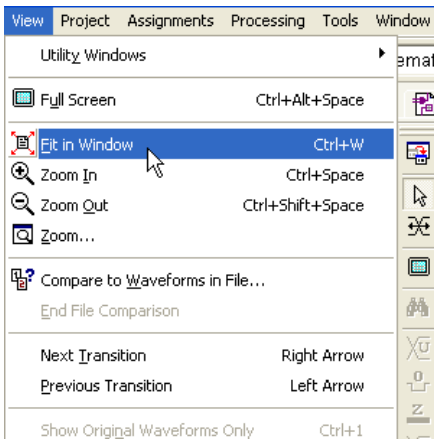 View Project Assignments Processing Tools Window
Utility Windows
Full Screen Ctrl+Alt+Space
Fit in Window Ctrl+W
Zoom In Ctrl+Space
Zoom Out Ctrl+Shift+Space
Zoom...
Compare to Waveforms in File...
End File Comparison
Next Transition Right Arrow
Previous Transition Left Arrow
Show Original Waveforms Only Ctrl+1